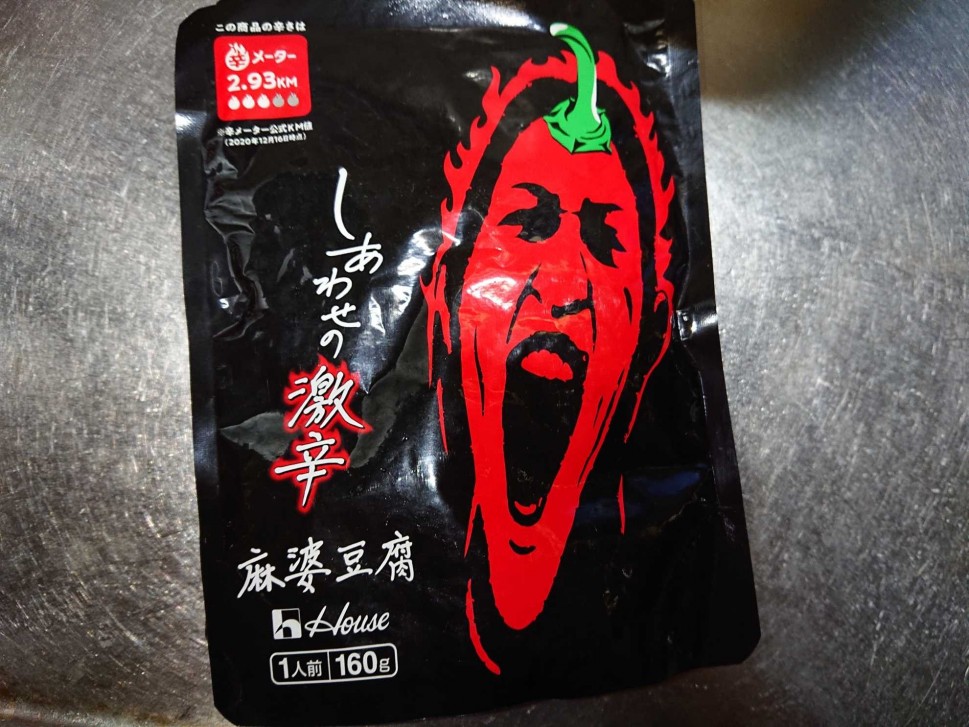 この商品の辛さは
辛メーター
2.93KM
※辛メーター公式KM値
(2020年12月16日時点)
しあわせの
激辛
麻婆豆腐
House
1人前 160g